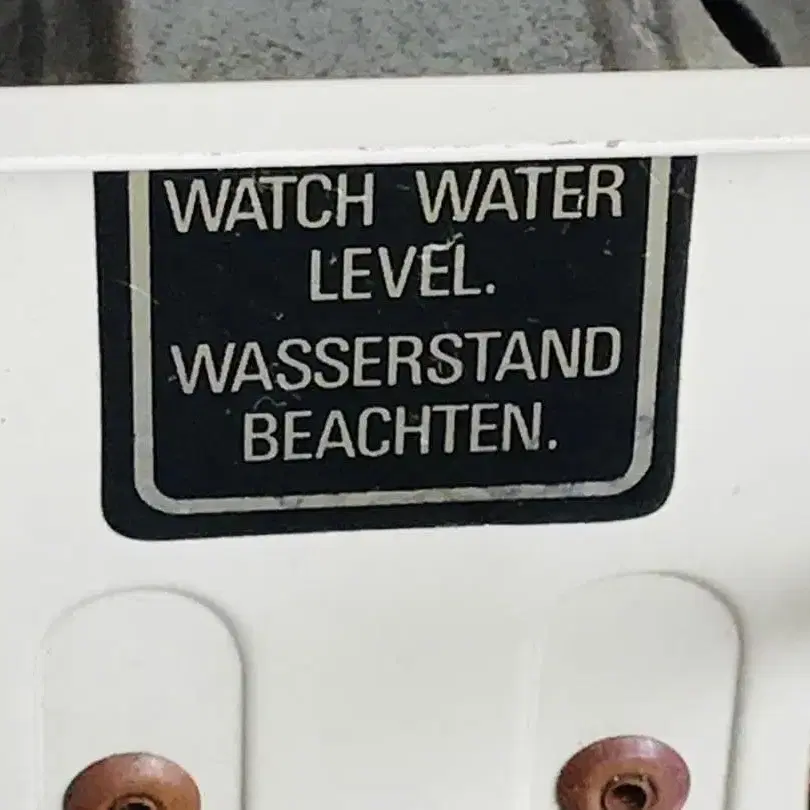 WATCH WATER
LEVEL.
WASSERSTAND
BEACHTEN.